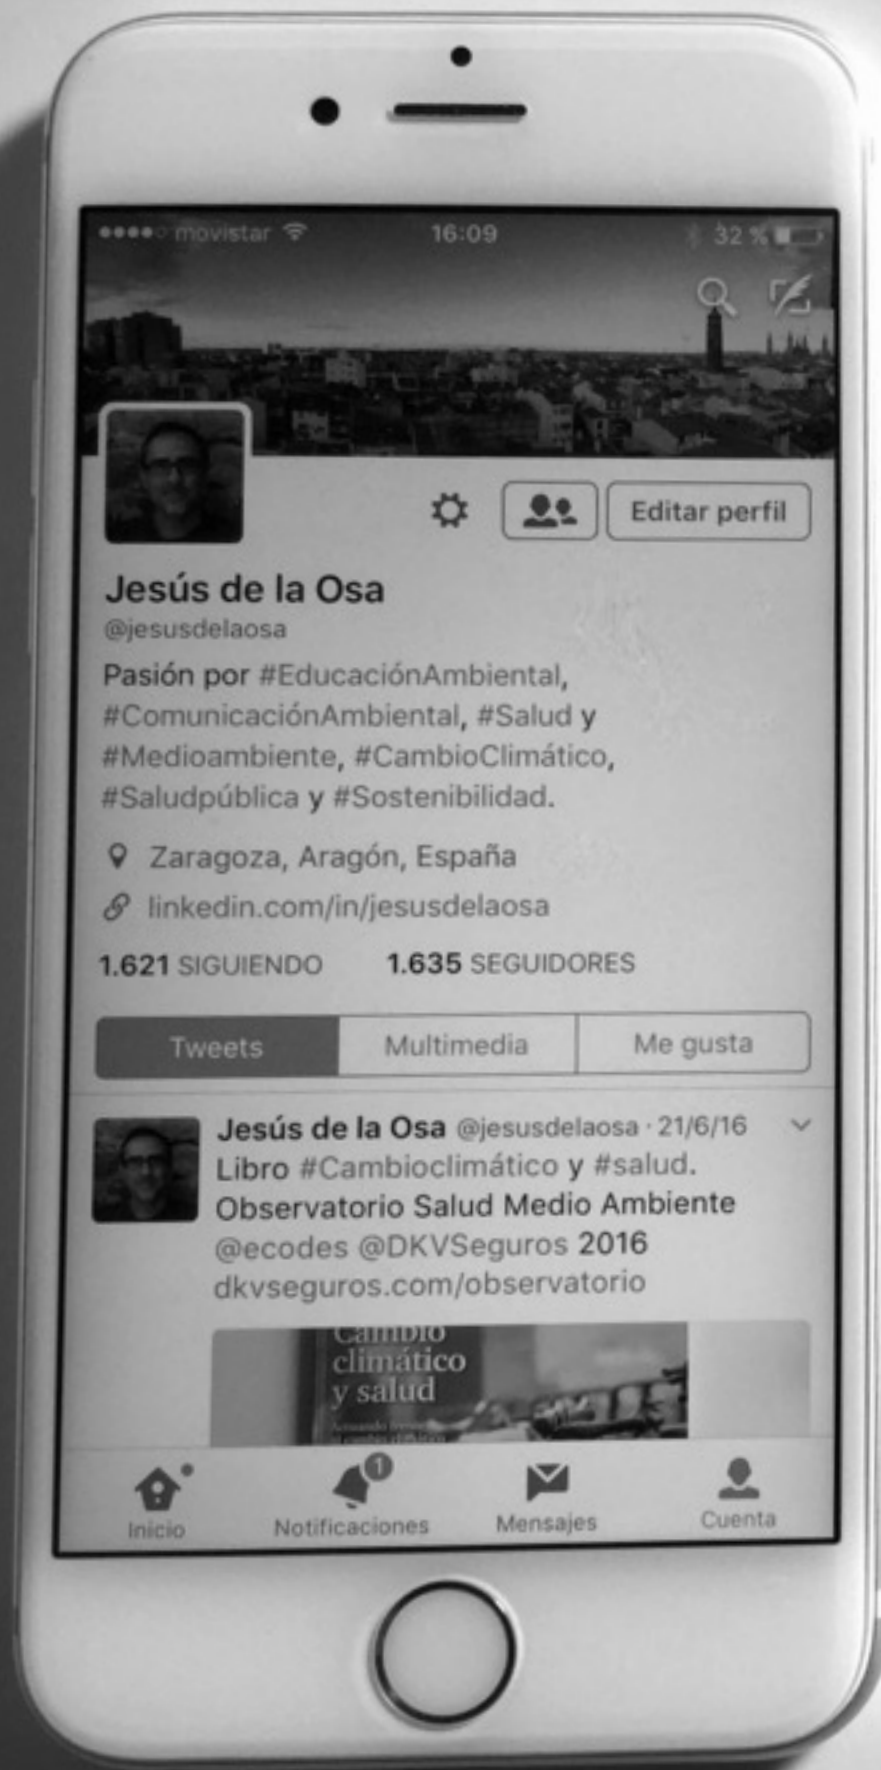 movistar 16:09 32 %
Editar perfil
Jesús de la Osa
@jesusdelaosa
Pasión por #EducaciónAmbiental,
#ComunicaciónAmbiental, #Salud y
#Medioambiente, #CambioClimático,
#Saludpública y #Sostenibilidad.
Zaragoza, Aragón, España
linkedin.com/in/jesusdelaosa
1.621 SIGUIENDO 1.635 SEGUIDORES
Tweets Multimedia Me gusta
Jesús de la Osa @jesusdelaosa · 21/6/16
Libro #Cambioclimático y #salud.
Observatorio Salud Medio Ambiente
@ecodes @DKVSeguros 2016
dkvseguros.com/observatorio
Cambio
climático
y salud
1
Inicio Notificaciones Mensajes Cuenta